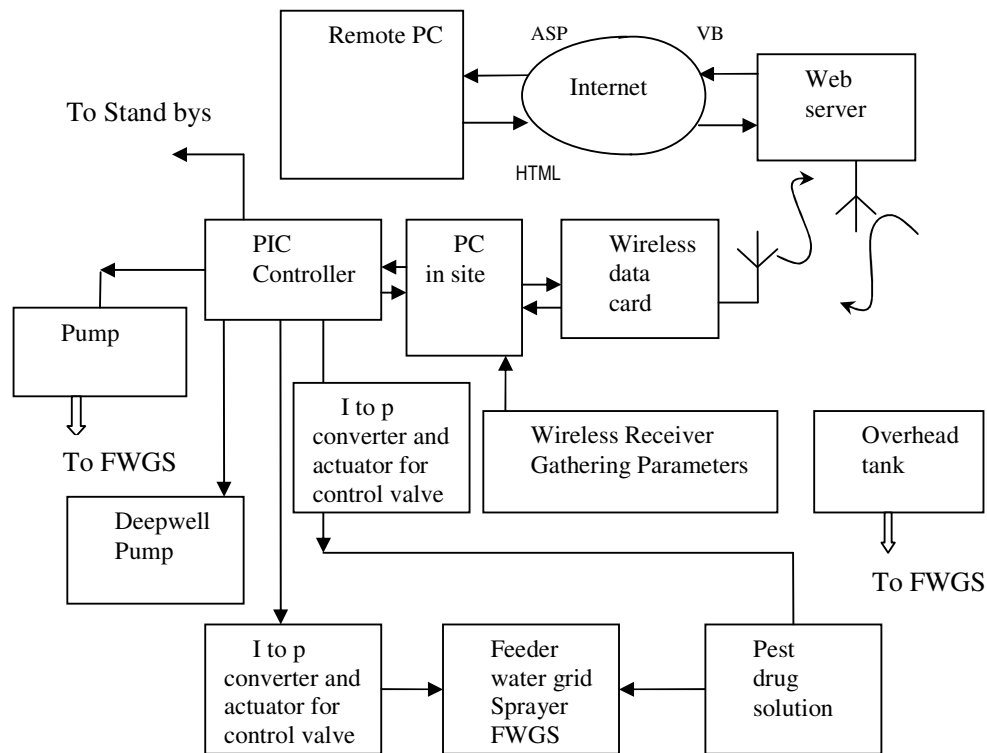 Remote PC
ASP
VB
Internet
Web
server
HTML
To Stand bys
PIC
Controller
PC
in site
Wireless
data
card
Pump
To FWGS
I to p
converter and
actuator for
control valve
Wireless Receiver
Gathering Parameters
Overhead
tank
To FWGS
Deepwell
Pump
I to p
converter and
actuator for
control valve
Feeder
water grid
Sprayer
FWGS
Pest
drug
solution